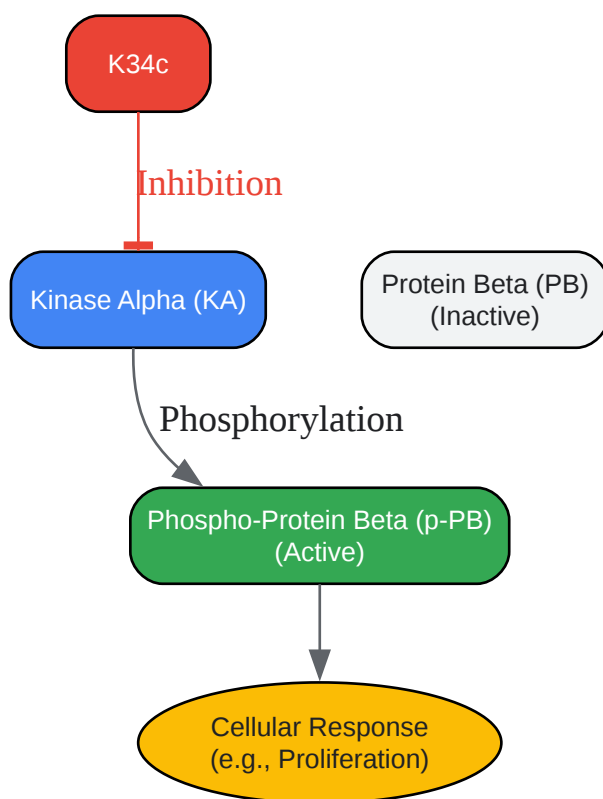 K34c
Inhibition
Kinase Alpha (KA)
Protein Beta (PB)
(Inactive)
Phosphorylation
Phospho-Protein Beta (p-PB)
(Active)
Cellular Response
(e.g., Proliferation)